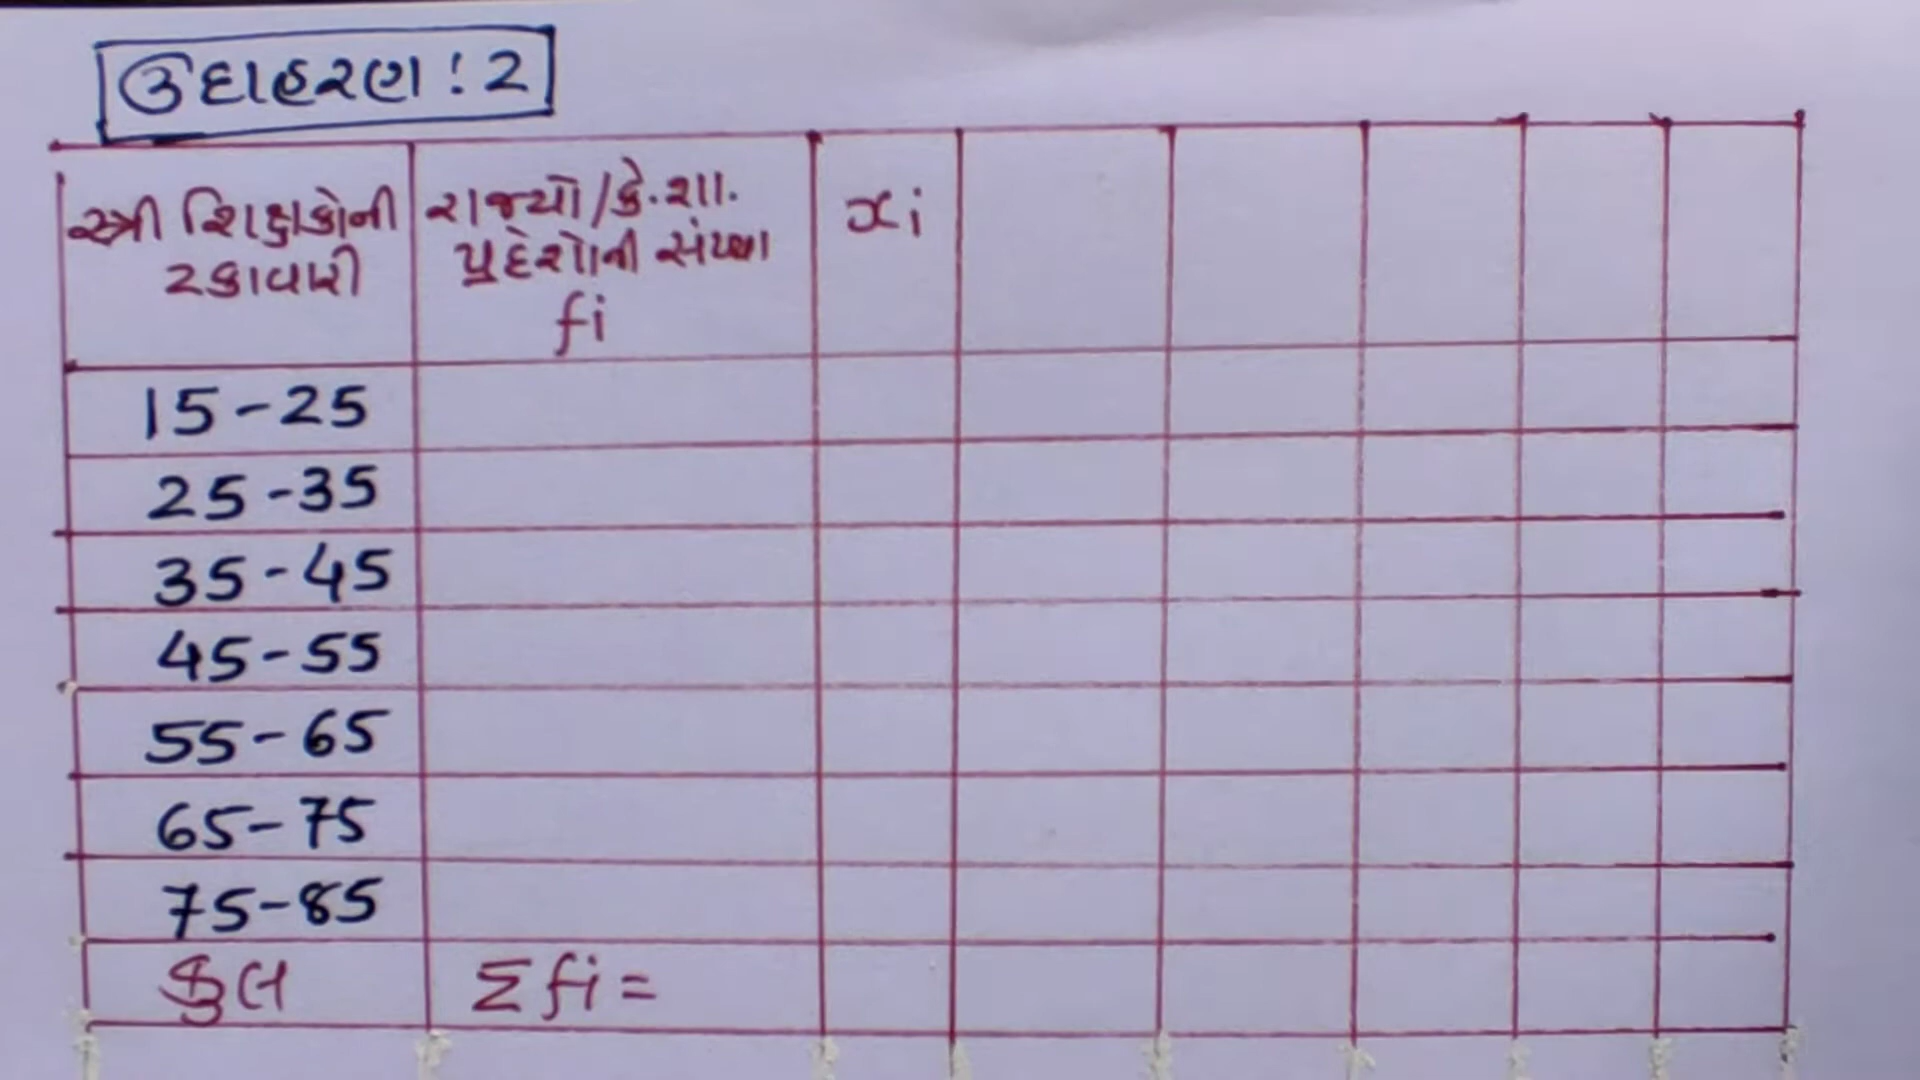 ઉદાહરણ : 2
સ્ત્રી શિક્ષકોની
ટકાવારી
રાજ્યો/કે.શા.
પ્રદેશોની સંખ્યા
fi
xi
15-25
25-35
35-45
45-55
55-65
65-75
75-85
કુલ
Σfi =